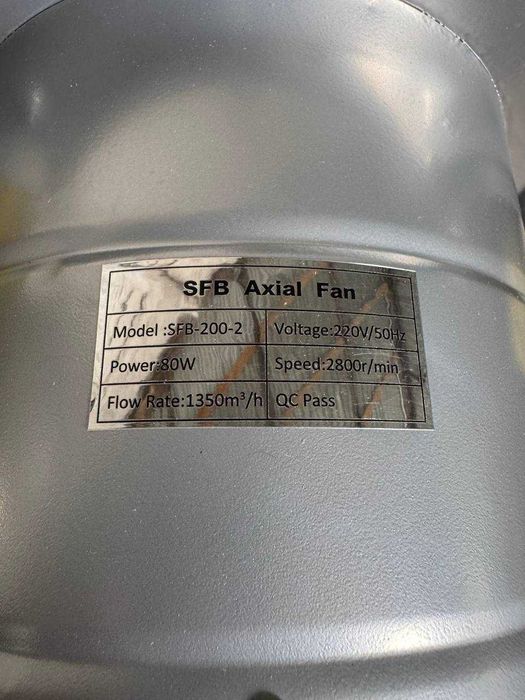 SFB Axial Fan
Model :SFB-200-2 Voltage:220V/50Hz
Power:80W Speed:2800r/min
Flow Rate:1350m³/h QC Pass